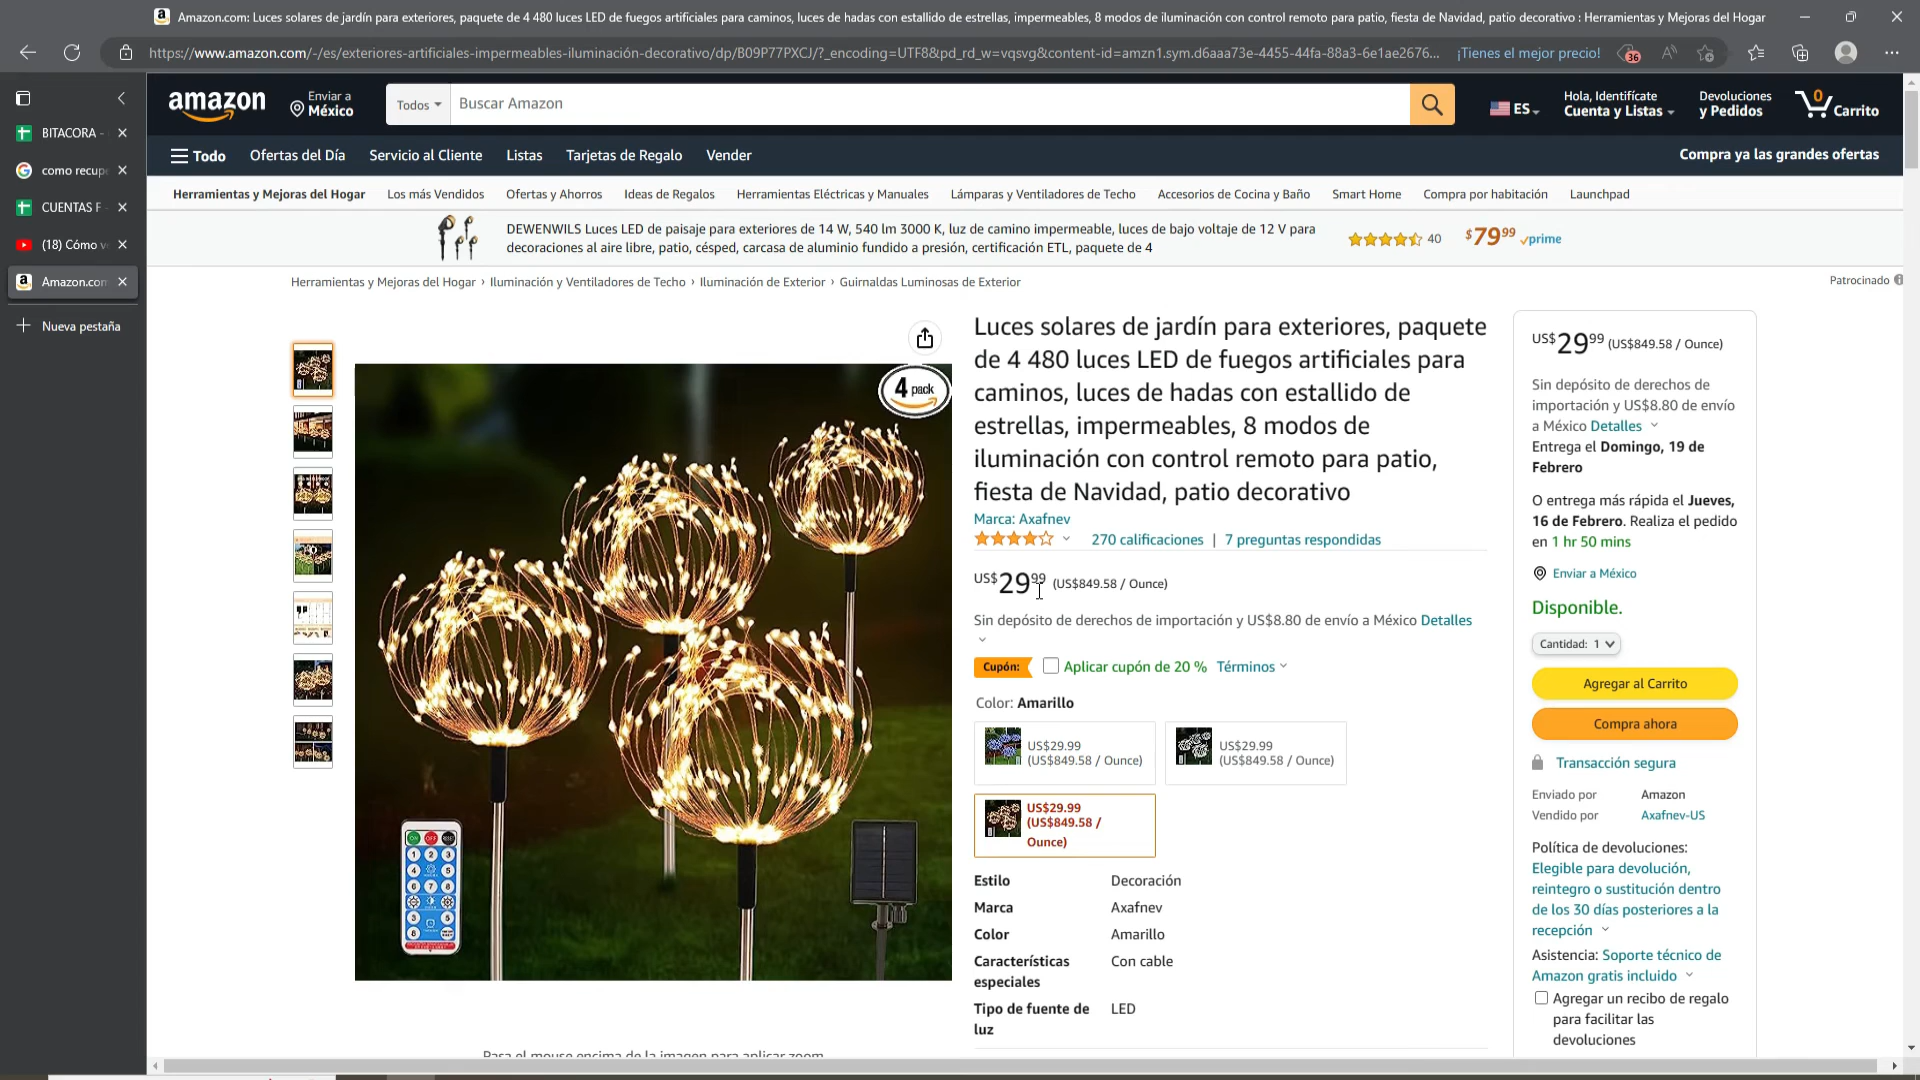 Amazon.com: Luces solares de jardín para exteriores, paquete de 4 480 luces LED de fuegos artificiales para caminos, luces de hadas con estallido de estrellas, impermeables, 8 modos de iluminación con control remoto para patio, fiesta de Navidad, patio decorativo : Herramientas y Mejoras del Hogar
https://www.amazon.com/-/es/exteriores-artificiales-impermeables-iluminación-decorativo/dp/B09P77PXCJ/?_encoding=UTF8&pd_rd_w=vqsvg&content-id=amzn1.sym.d6aaa73e-4455-44fa-88a3-6e1ae2676...
¡Tienes el mejor precio!
36
BITACORA -
como recup
CUENTAS F
(18) Cómo v
Amazon.com
Nueva pestaña
amazon
Enviar a
México
Todos
Buscar Amazon
ES
Hola, Identifícate
Cuenta y Listas
Devoluciones
y Pedidos
0
Carrito
Todo
Ofertas del Día
Servicio al Cliente
Listas
Tarjetas de Regalo
Vender
Compra ya las grandes ofertas
Herramientas y Mejoras del Hogar
Los más Vendidos
Ofertas y Ahorros
Ideas de Regalos
Herramientas Eléctricas y Manuales
Lámparas y Ventiladores de Techo
Accesorios de Cocina y Baño
Smart Home
Compra por habitación
Launchpad
DEWENWILS Luces LED de paisaje para exteriores de 14 W, 540 lm 3000 K, luz de camino impermeable, luces de bajo voltaje de 12 V para
decoraciones al aire libre, patio, césped, carcasa de aluminio fundido a presión, certificación ETL, paquete de 4
40
$7999
prime
Herramientas y Mejoras del Hogar › Iluminación y Ventiladores de Techo › Iluminación de Exterior › Guirnaldas Luminosas de Exterior
Patrocinado
4 pack
Pasa el mouse encima de la imagen para aplicar zoom
Luces solares de jardín para exteriores, paquete
de 4 480 luces LED de fuegos artificiales para
caminos, luces de hadas con estallido de
estrellas, impermeables, 8 modos de
iluminación con control remoto para patio,
fiesta de Navidad, patio decorativo
Marca: Axafnev
270 calificaciones | 7 preguntas respondidas
US$2999 (US$849.58 / Ounce)
Sin depósito de derechos de importación y US$8.80 de envío a México Detalles
Cupón:
Aplicar cupón de 20 % Términos
Color: Amarillo
US$29.99
(US$849.58 / Ounce)
US$29.99
(US$849.58 / Ounce)
US$29.99
(US$849.58 /
Ounce)
Estilo Decoración
Marca Axafnev
Color Amarillo
Características Con cable
especiales
Tipo de fuente de LED
luz
US$2999 (US$849.58 / Ounce)
Sin depósito de derechos de
importación y US$8.80 de envío
a México Detalles
Entrega el Domingo, 19 de
Febrero
O entrega más rápida el Jueves,
16 de Febrero. Realiza el pedido
en 1 hr 50 mins
Enviar a México
Disponible.
Cantidad: 1
Agregar al Carrito
Compra ahora
Transacción segura
Enviado por Amazon
Vendido por Axafnev-US
Política de devoluciones:
Elegible para devolución,
reintegro o sustitución dentro
de los 30 días posteriores a la
recepción
Asistencia: Soporte técnico de
Amazon gratis incluido
Agregar un recibo de regalo
para facilitar las
devoluciones